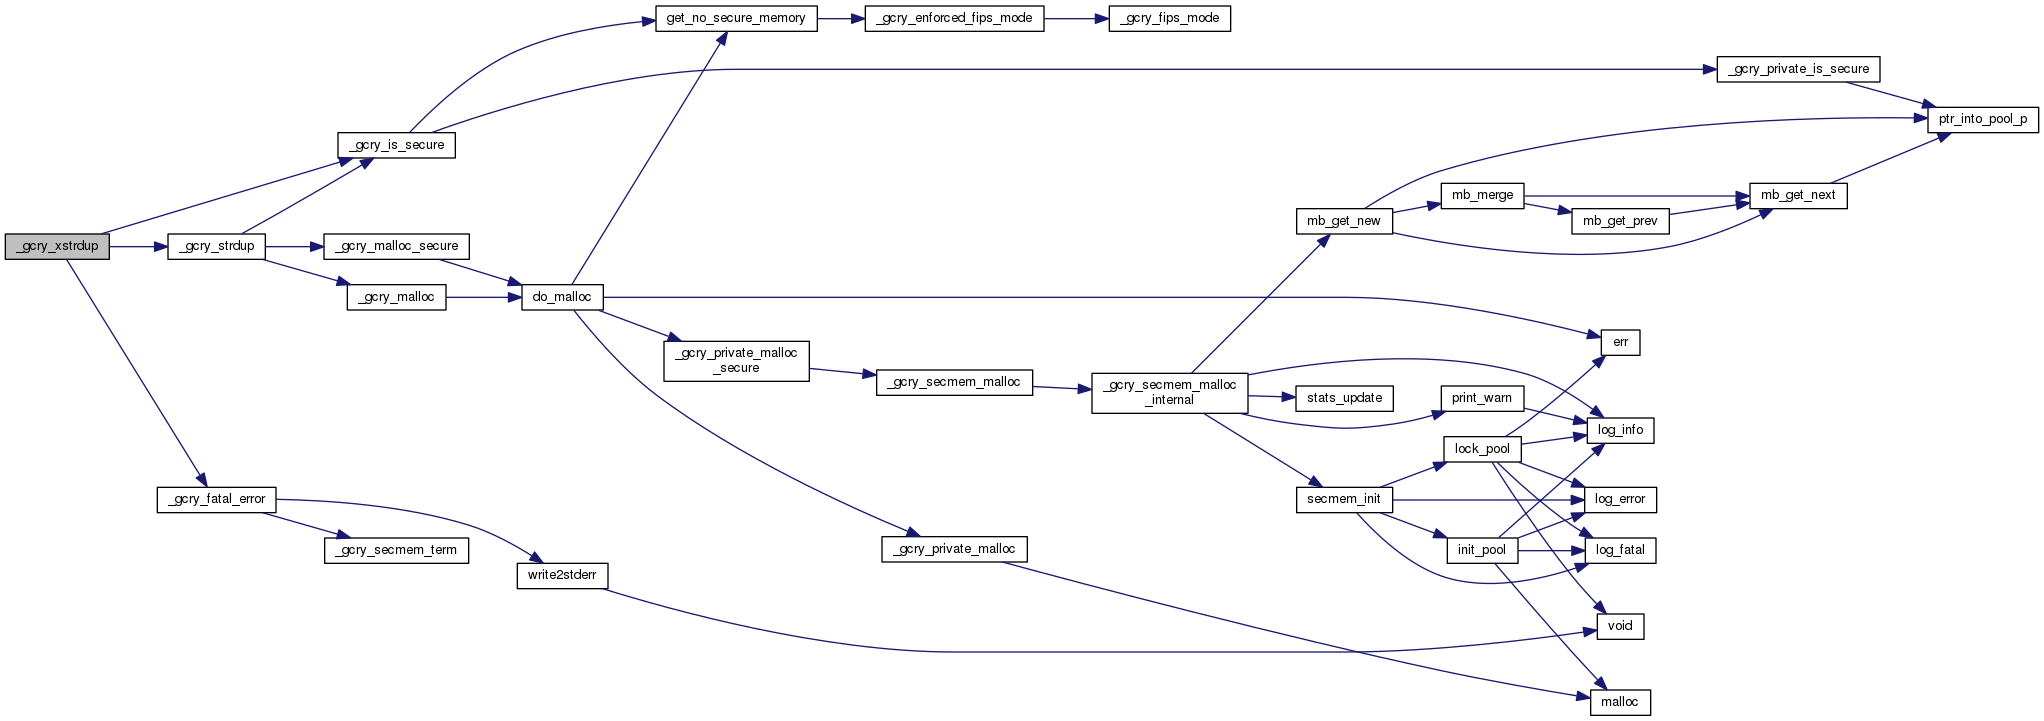 get_no_secure_memory
_gcry_enforced_fips_mode
_gcry_fips_mode
_gcry_private_is_secure
ptr_into_pool_p
_gcry_is_secure
mb_merge
mb_get_next
mb_get_new
mb_get_prev
_gcry_xstrdup
_gcry_strdup
_gcry_malloc_secure
_gcry_malloc
do_malloc
err
_gcry_private_malloc
_secure
_gcry_secmem_malloc
_gcry_secmem_malloc
_internal
stats_update
print_warn
log_info
lock_pool
_gcry_fatal_error
secmem_init
log_error
_gcry_secmem_term
_gcry_private_malloc
init_pool
log_fatal
write2stderr
void
malloc